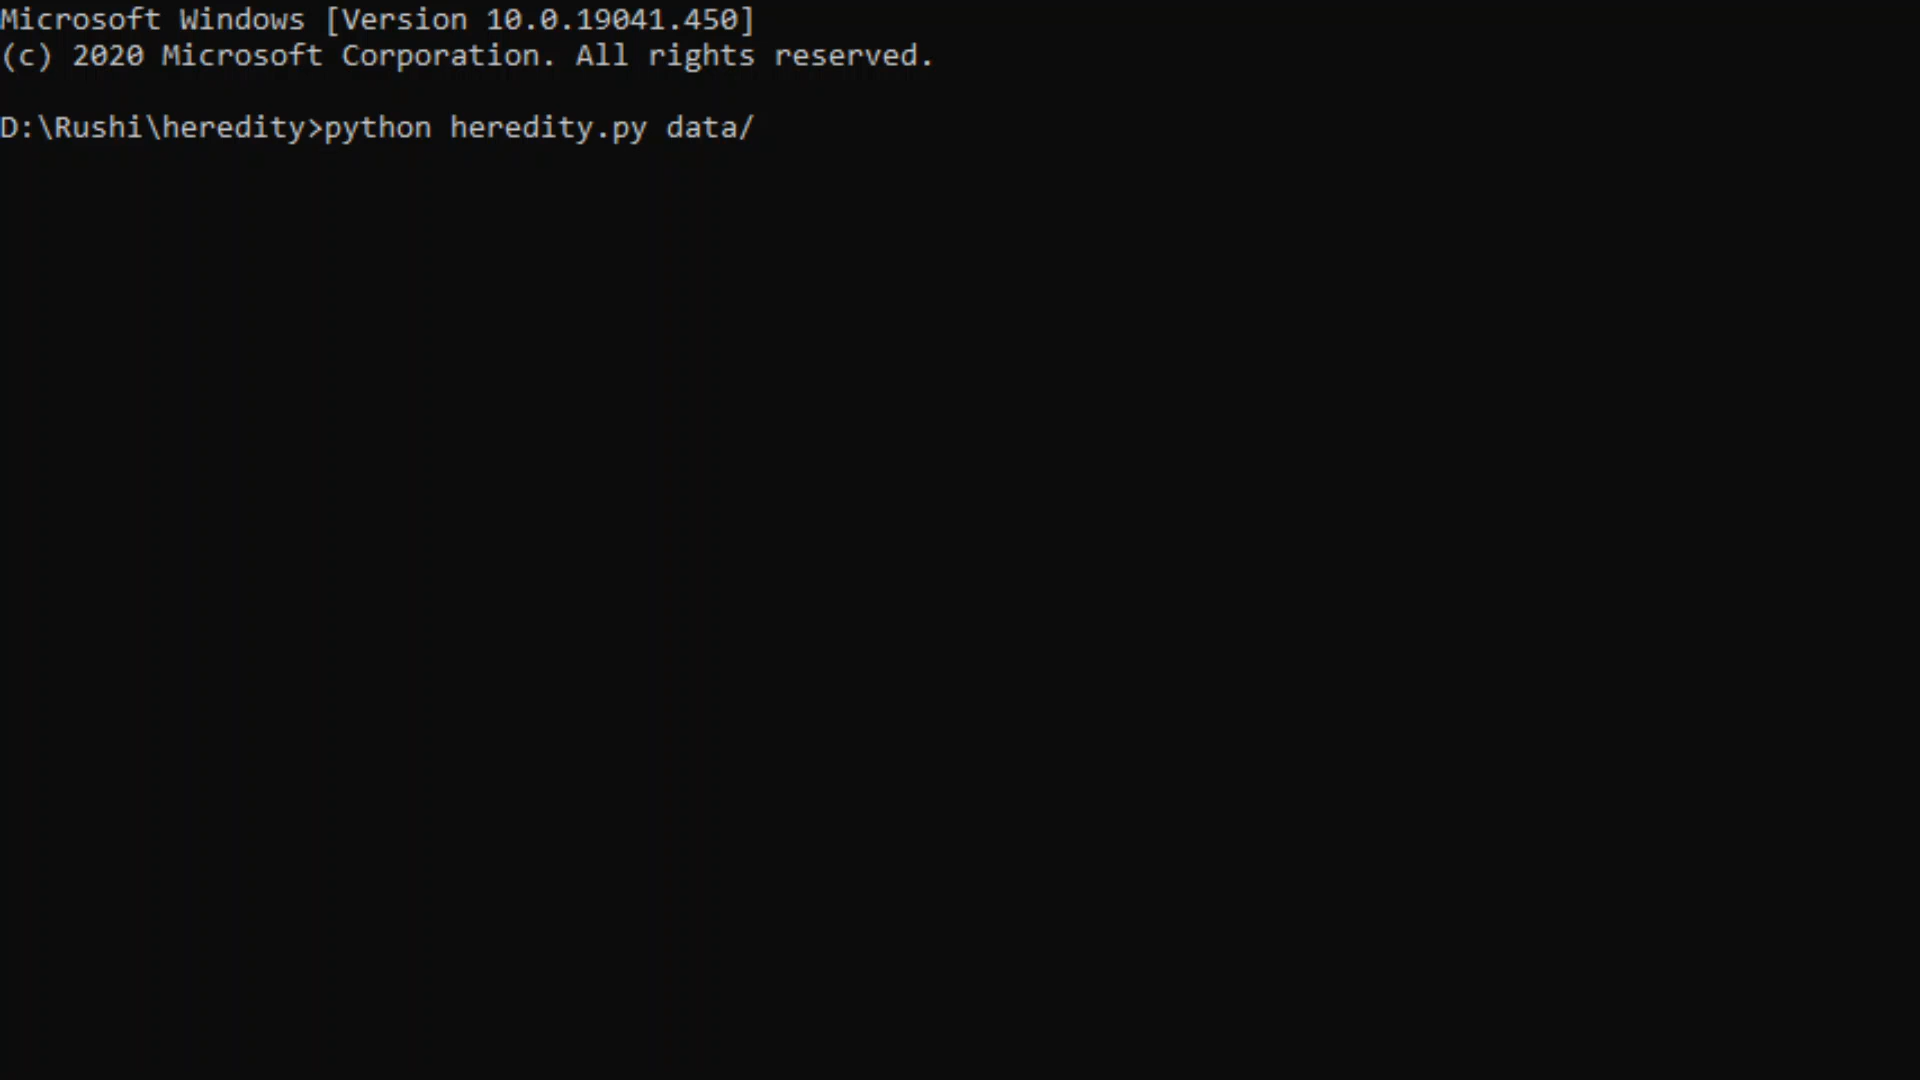 Microsoft Windows [Version 10.0.19041.450]
(c) 2020 Microsoft Corporation. All rights reserved.
D:\Rushi\heredity>python heredity.py data/